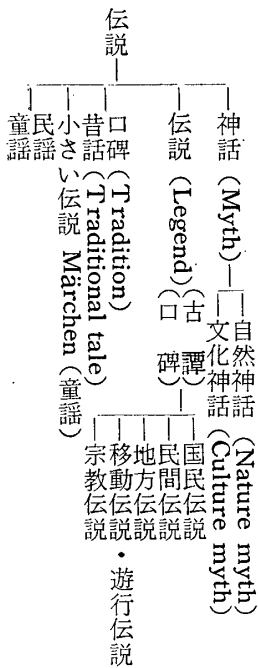 伝説
神話(Myth)
自然神話(Nature myth)
文化神話(Culture myth)
伝説(Legend)(古譚)(口碑)
国民伝説
民間伝説
地方伝説
移動伝説・遊行伝説
宗教伝説
口碑(Tradition)
昔話(Traditional tale)
小さい伝説 Märchen(童謡)
民謡
童謡